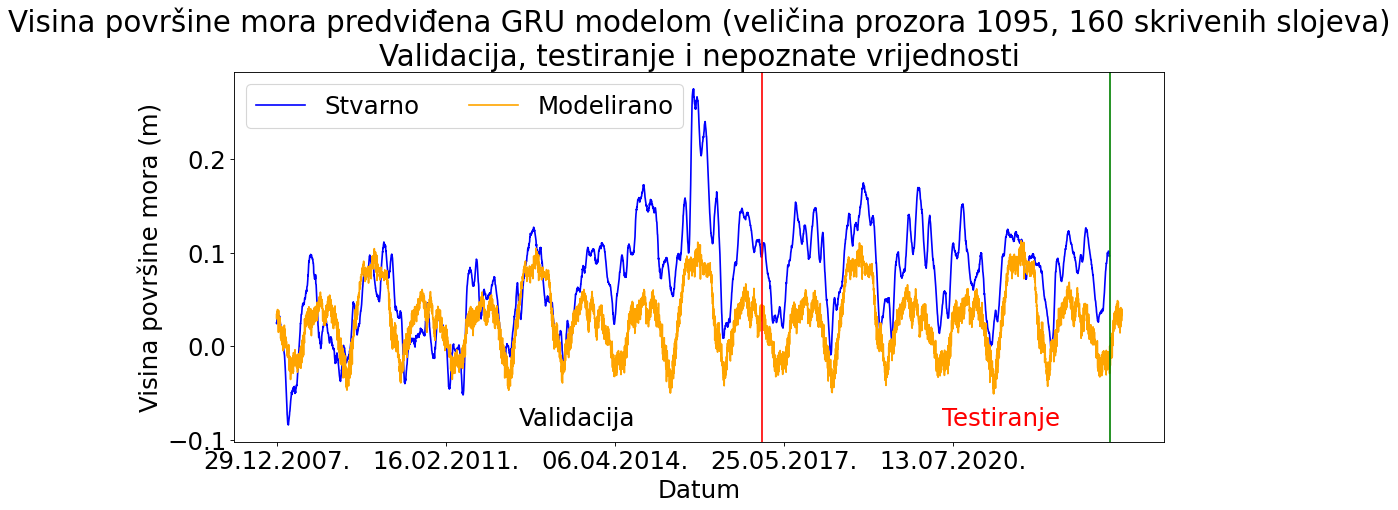 Visina površine mora predviđena GRU modelom (veličina prozora 1095, 160 skrivenih slojeva)
Validacija, testiranje i nepoznate vrijednosti
Stvarno
Modelirano
Visina površine mora (m)
0.2
0.1
0.0
−0.1
Validacija
Testiranje
29.12.2007.
16.02.2011.
06.04.2014.
25.05.2017.
13.07.2020.
Datum